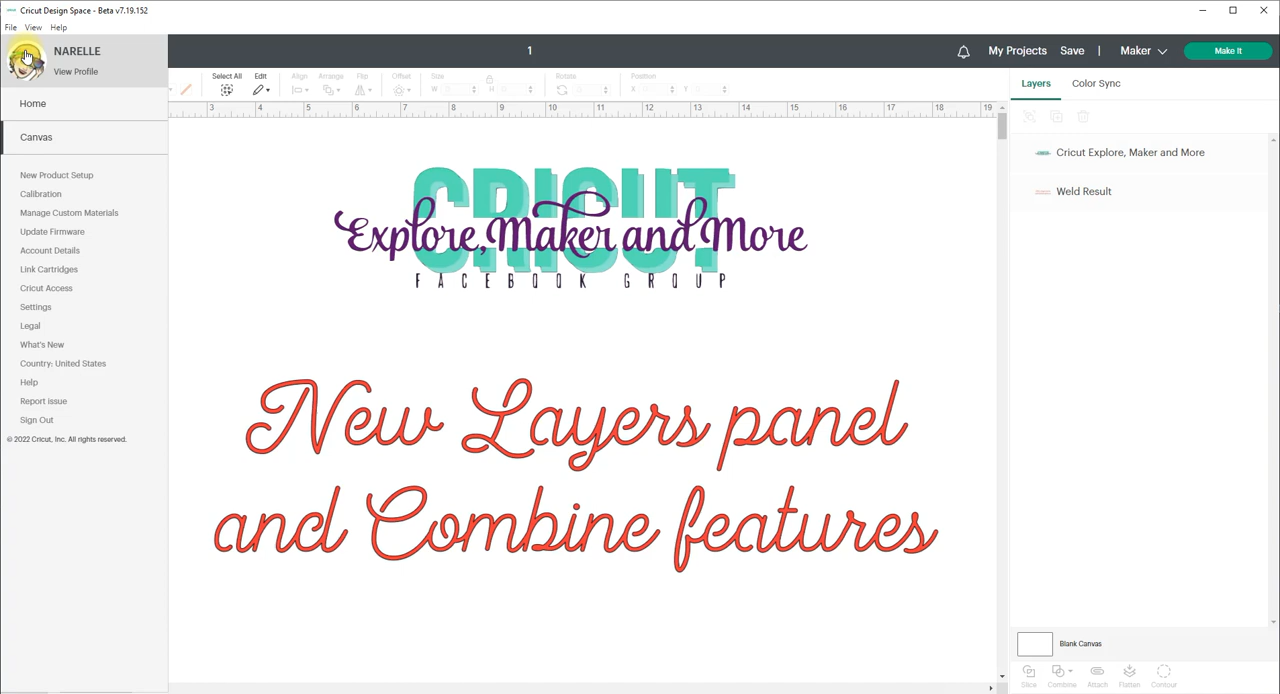 Cricut Design Space - Beta v7.19.152
File View Help
NARELLE
View Profile
1
My Projects Save | Maker Make It
Home
Canvas
New Product Setup
Calibration
Manage Custom Materials
Update Firmware
Account Details
Link Cartridges
Cricut Access
Settings
Legal
What's New
Country: United States
Help
Report issue
Sign Out
© 2022 Cricut, Inc. All rights reserved.
Select All Edit Align Arrange Flip Offset Size Rotate Position
W 0 H 0 0 X 0 Y 0
3 4 5 6 7 8 9 10 11 12 13 14 15 16 17 18 19
CRICUT
Explore, Maker and More
FACEBOOK GROUP
New Layers panel
and Combine features
Layers Color Sync
Cricut Explore, Maker and More
Weld Result
Blank Canvas
Slice Combine Attach Flatten Contour